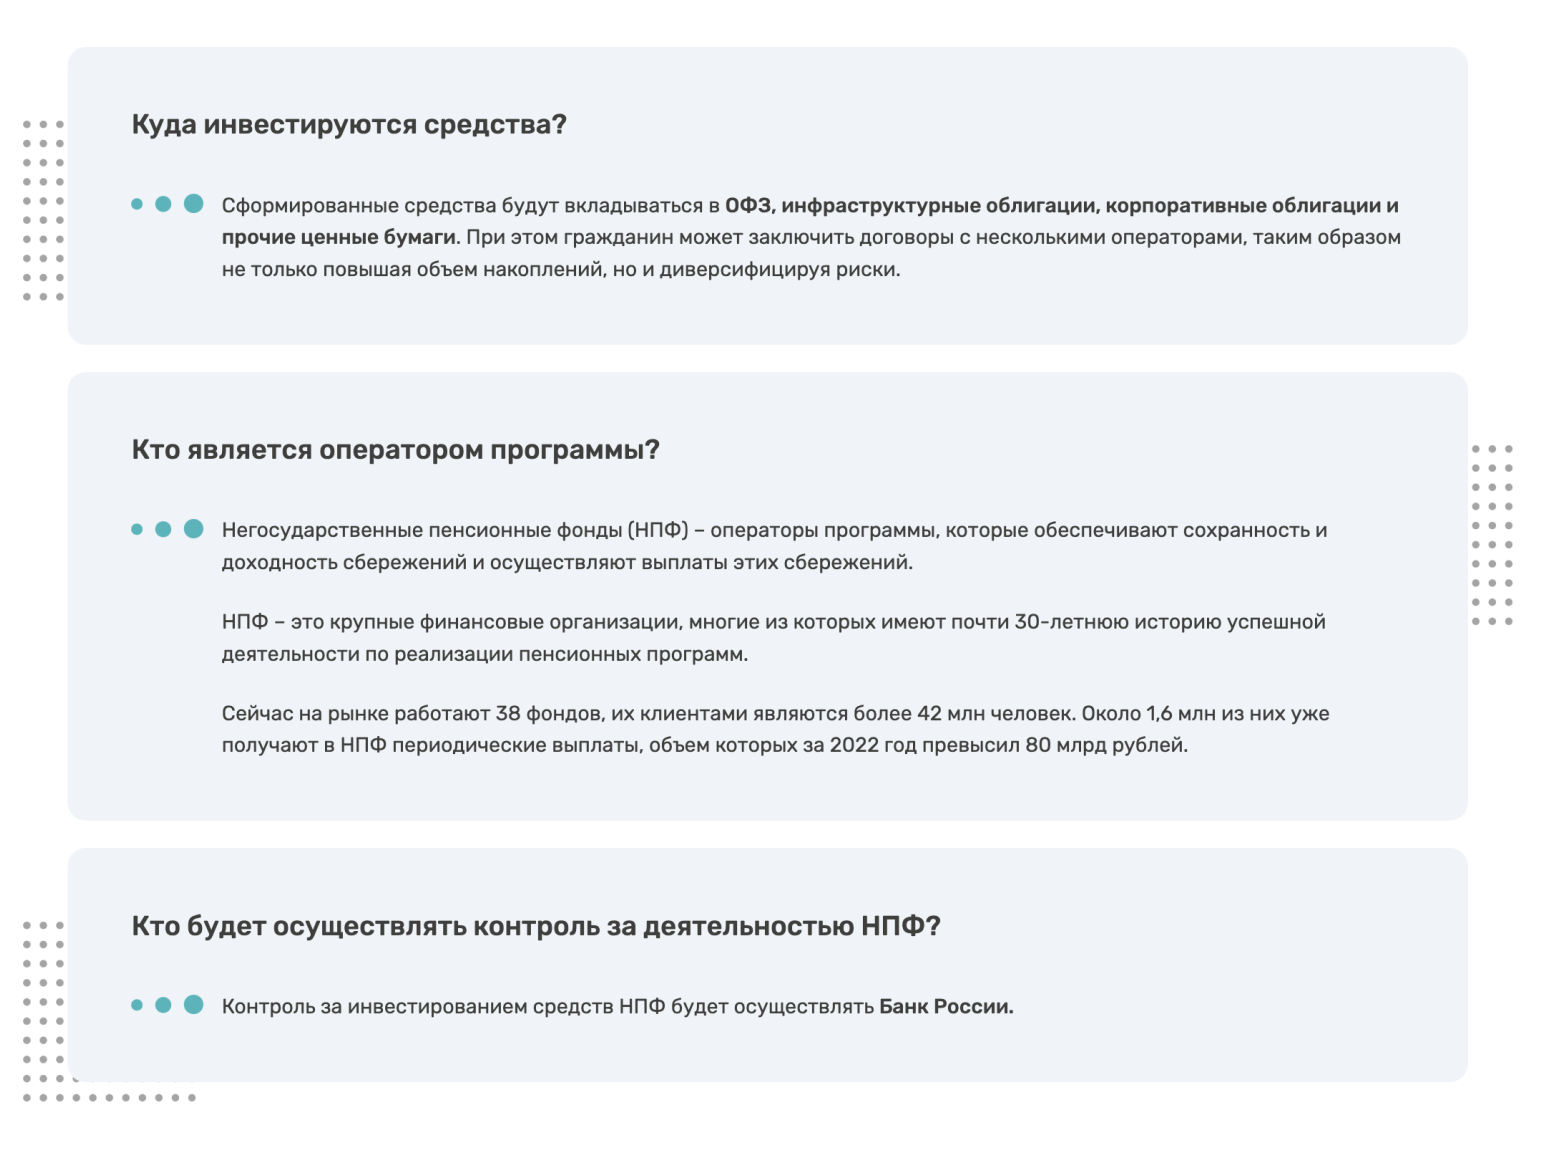 Куда инвестируются средства?
Сформированные средства будут вкладываться в ОФЗ, инфраструктурные облигации, корпоративные облигации и
прочие ценные бумаги. При этом гражданин может заключить договоры с несколькими операторами, таким образом
не только повышая объем накоплений, но и диверсифицируя риски.
Кто является оператором программы?
Негосударственные пенсионные фонды (НПФ) – операторы программы, которые обеспечивают сохранность и
доходность сбережений и осуществляют выплаты этих сбережений.
НПФ – это крупные финансовые организации, многие из которых имеют почти 30-летнюю историю успешной
деятельности по реализации пенсионных программ.
Сейчас на рынке работают 38 фондов, их клиентами являются более 42 млн человек. Около 1,6 млн из них уже
получают в НПФ периодические выплаты, объем которых за 2022 год превысил 80 млрд рублей.
Кто будет осуществлять контроль за деятельностью НПФ?
Контроль за инвестированием средств НПФ будет осуществлять Банк России.